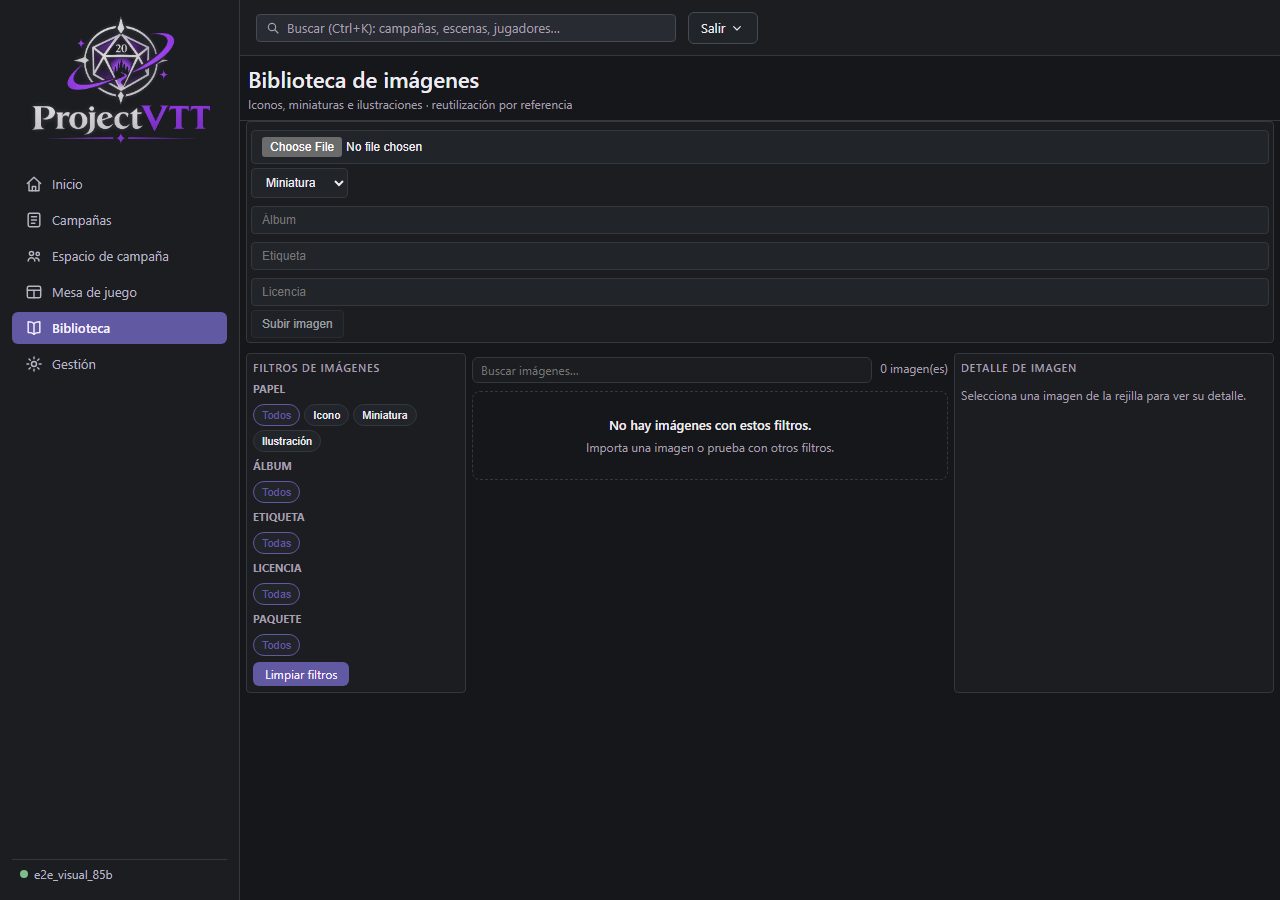 20
ProjectVTT
Inicio
Campañas
Espacio de campaña
Mesa de juego
Biblioteca
Gestión
e2e_visual_85b
Buscar (Ctrl+K): campañas, escenas, jugadores...
Salir
Biblioteca de imágenes
Iconos, miniaturas e ilustraciones · reutilización por referencia
Choose File No file chosen
Miniatura
Álbum
Etiqueta
Licencia
Subir imagen
FILTROS DE IMÁGENES
PAPEL
Todos Icono Miniatura
Ilustración
ÁLBUM
Todos
ETIQUETA
Todas
LICENCIA
Todas
PAQUETE
Todos
Limpiar filtros
Buscar imágenes...
0 imagen(es)
No hay imágenes con estos filtros.
Importa una imagen o prueba con otros filtros.
DETALLE DE IMAGEN
Selecciona una imagen de la rejilla para ver su detalle.